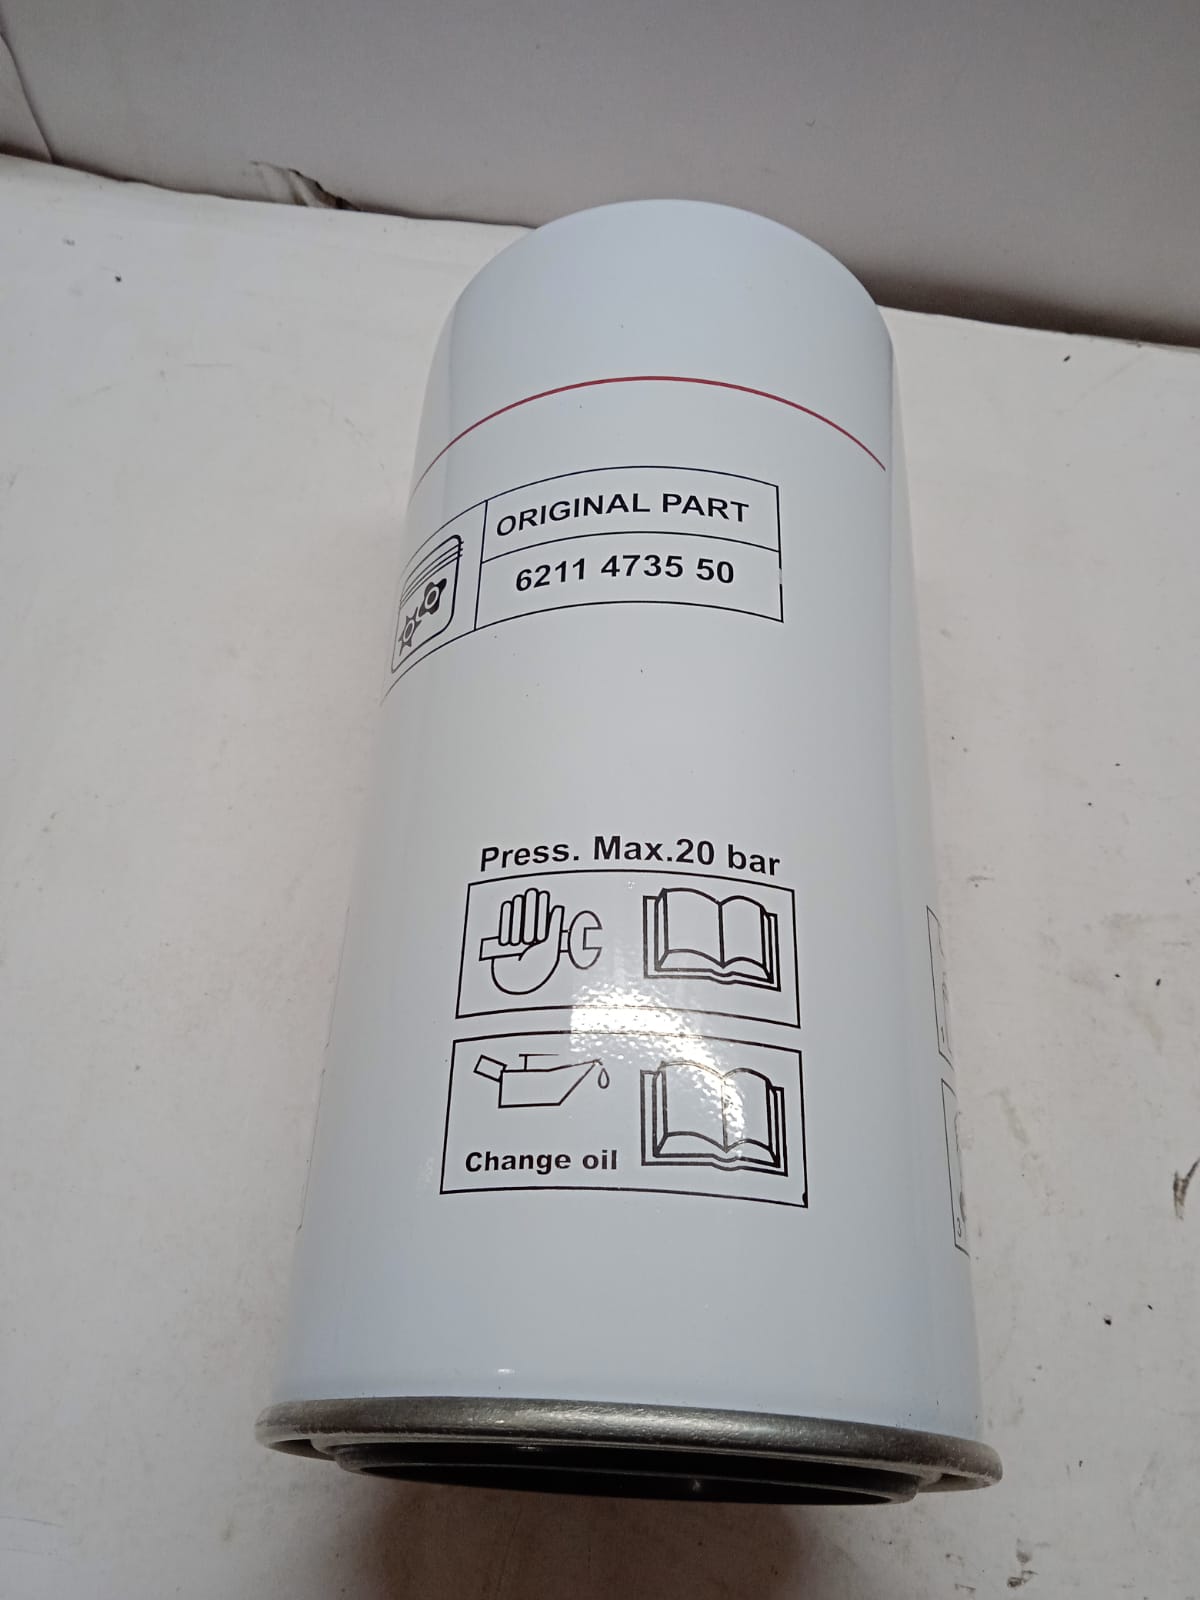 ORIGINAL PART
6211 4735 50
Press. Max.20 bar
Change oil